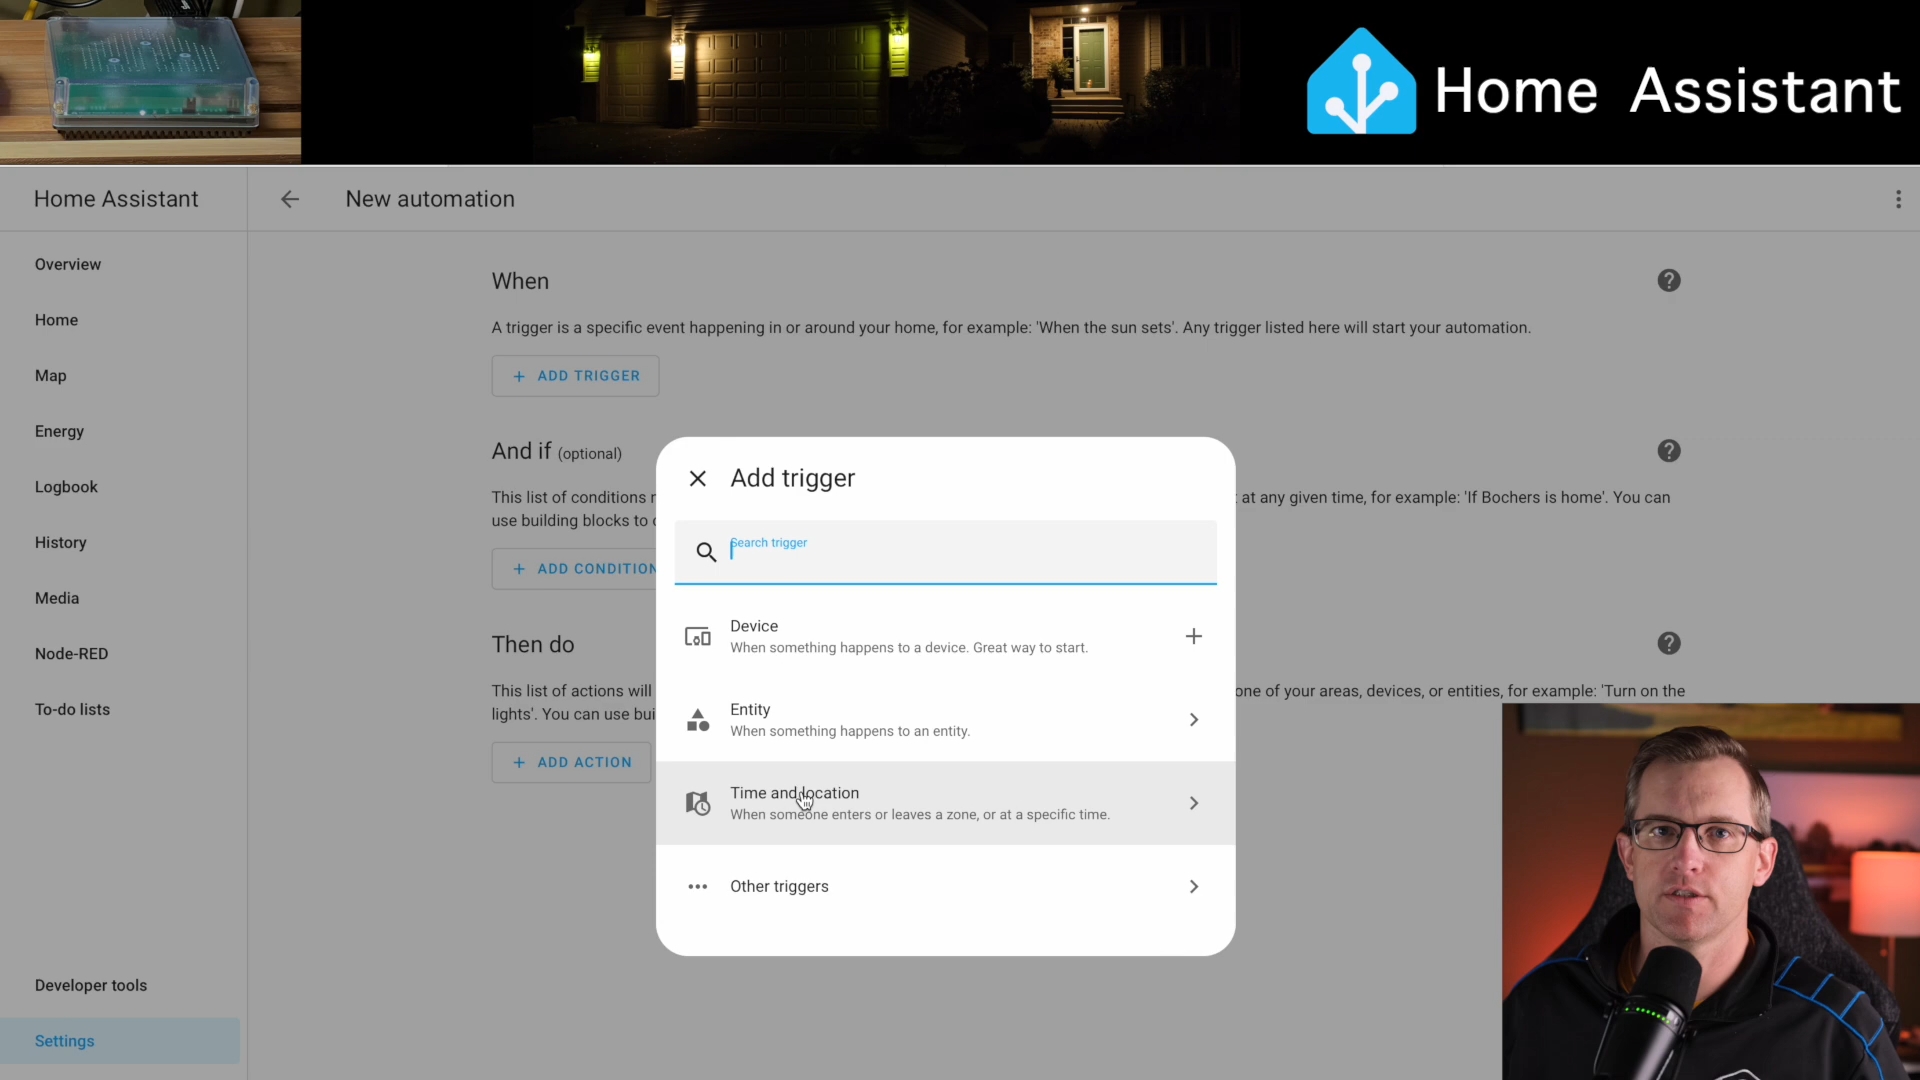 Home Assistant
Home Assistant
New automation
Overview
Home
Map
Energy
Logbook
History
Media
Node-RED
To-do lists
Developer tools
Settings
When
A trigger is a specific event happening in or around your home, for example: 'When the sun sets'. Any trigger listed here will start your automation.
+ ADD TRIGGER
And if (optional)
This list of conditions
at any given time, for example: 'If Bochers is home'. You can
use building blocks to
+ ADD CONDITION
Then do
This list of actions will
one of your areas, devices, or entities, for example: 'Turn on the
lights'. You can use
+ ADD ACTION
Add trigger
Search trigger
Device
When something happens to a device. Great way to start.
Entity
When something happens to an entity.
Time and location
When someone enters or leaves a zone, or at a specific time.
Other triggers